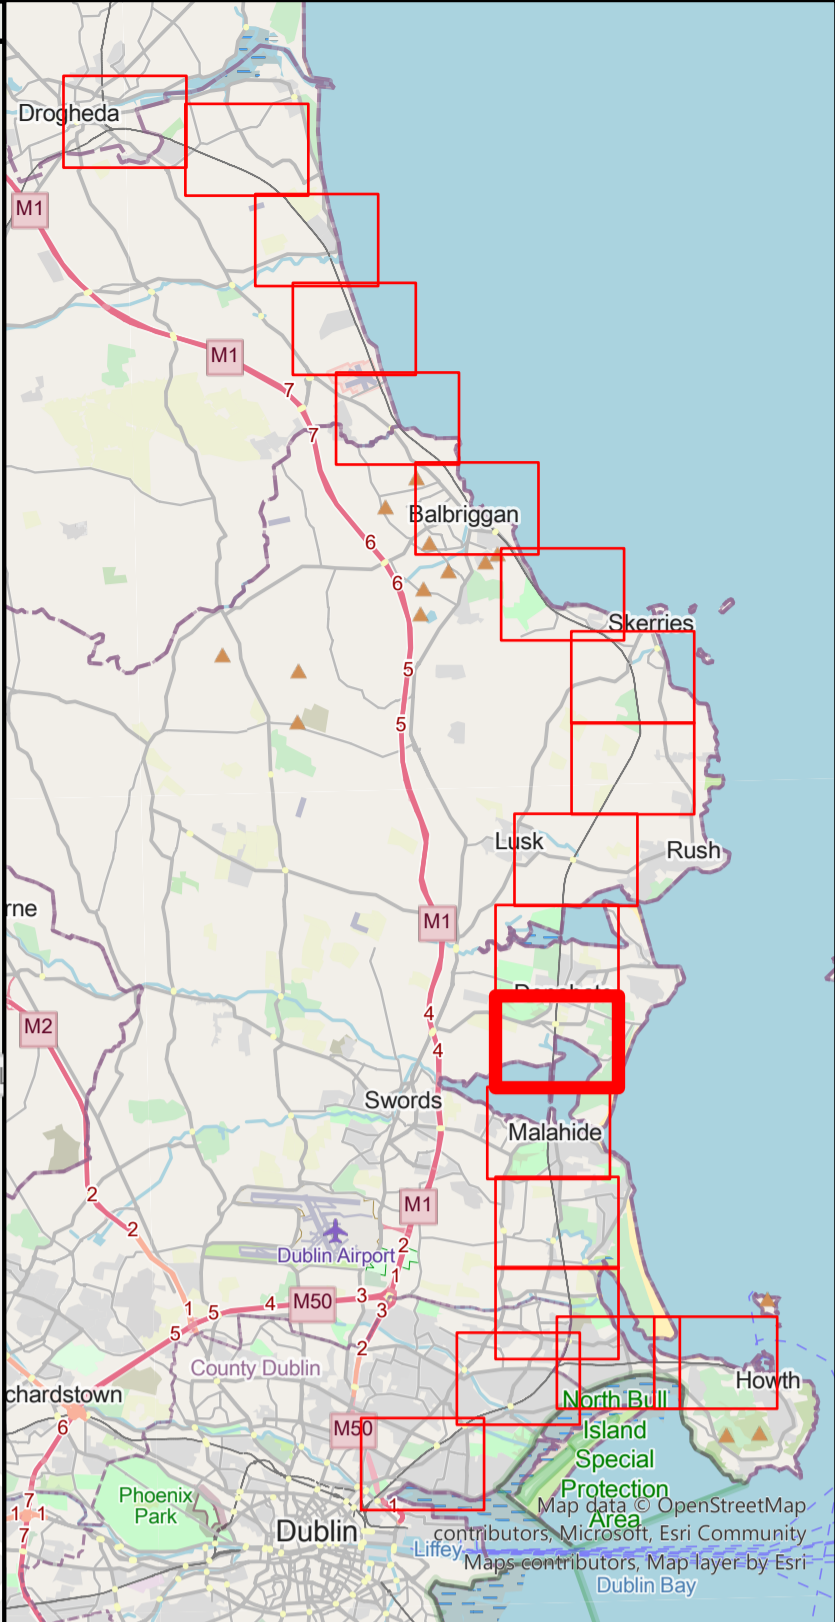 Drogheda
M1
M1
7
7
Balbriggan
6
6
Skerries
5
5
Lusk
Rush
rne
M1
M2
4
4
Swords
Malahide
M1
2
2
Dublin Airport
2
1
M50
3
3
4
5
1
5
2
County Dublin
Howth
chardstown
North Bull
Island
Special
Protection
Area
M50
6
7
1
1
7
Phoenix
Park
1
Dublin
Liffey
Map data © OpenStreetMap
contributors, Microsoft, Esri Community
Maps contributors, Map layer by Esri
Dublin Bay